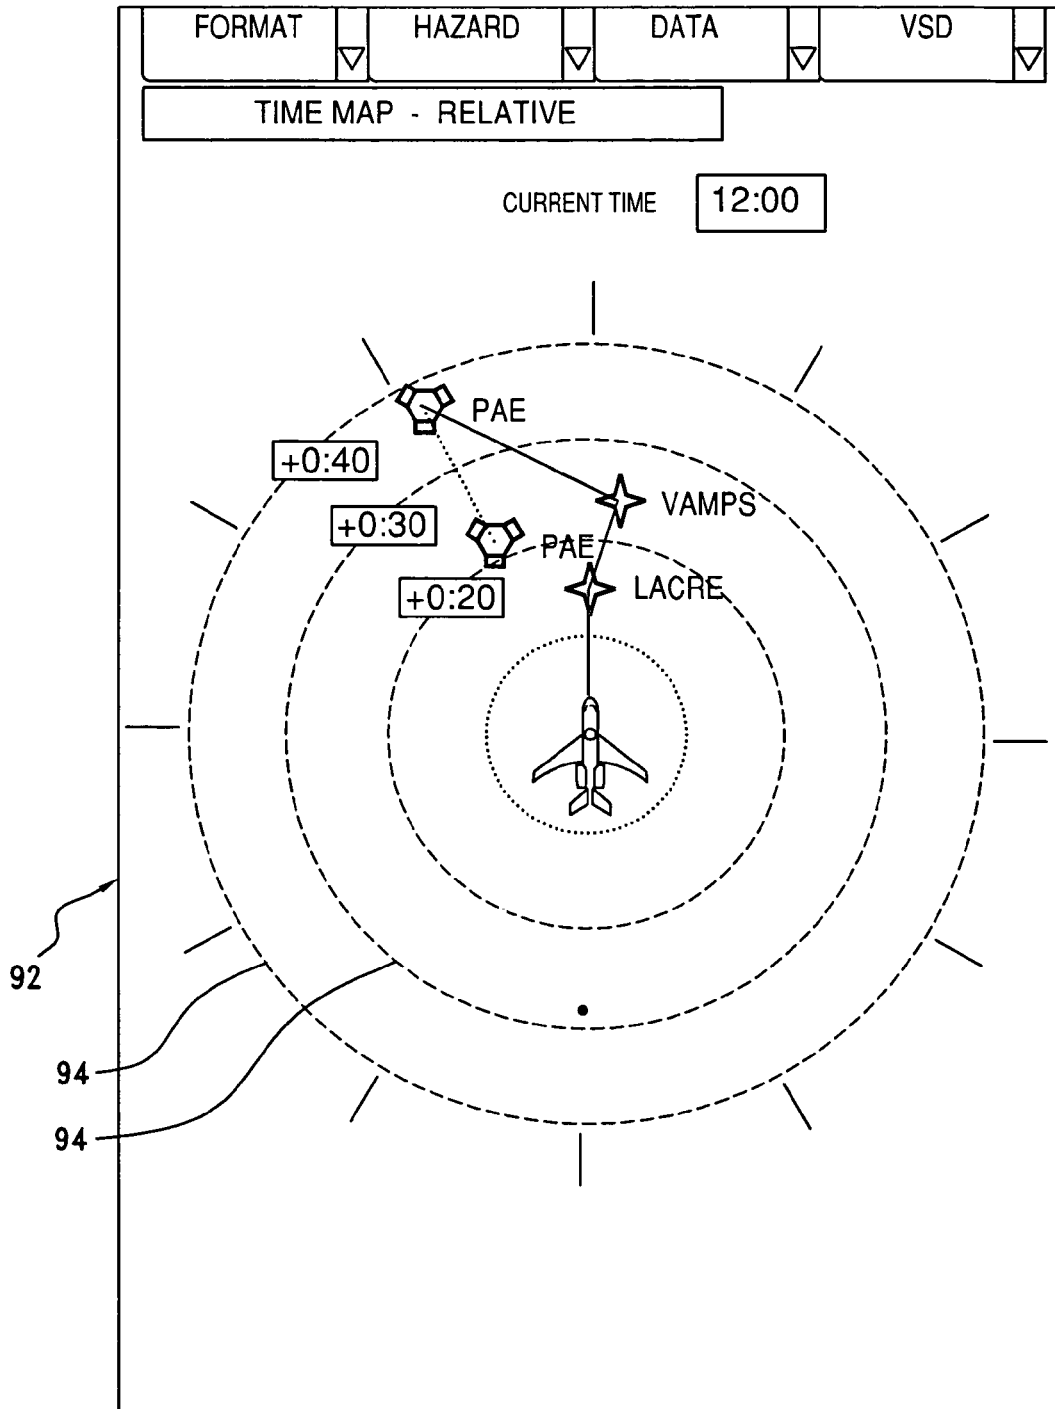 FORMAT HAZARD DATA VSD
TIME MAP - RELATIVE
CURRENT TIME 12:00
PAE
+0:40
VAMPS
+0:30
PAE
LACRE
+0:20
92
94
94